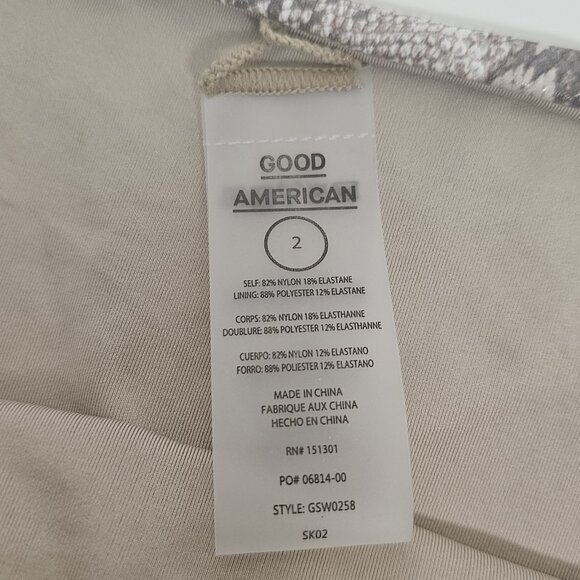 GOOD
AMERICAN
2
SELF: 82% NYLON 18% ELASTANE
LINING: 88% POLYESTER 12% ELASTANE
CORPS: 82% NYLON 18% ELASTHANNE
DOUBLURE: 88% POLYESTER 12% ELASTHANNE
CUERPO: 82% NYLON 12% ELASTANO
FORRO: 88% POLIESTER 12% ELASTANO
MADE IN CHINA
FABRIQUE AUX CHINA
HECHO EN CHINA
RN# 151301
PO# 06814-00
STYLE: GSW0258
SK02